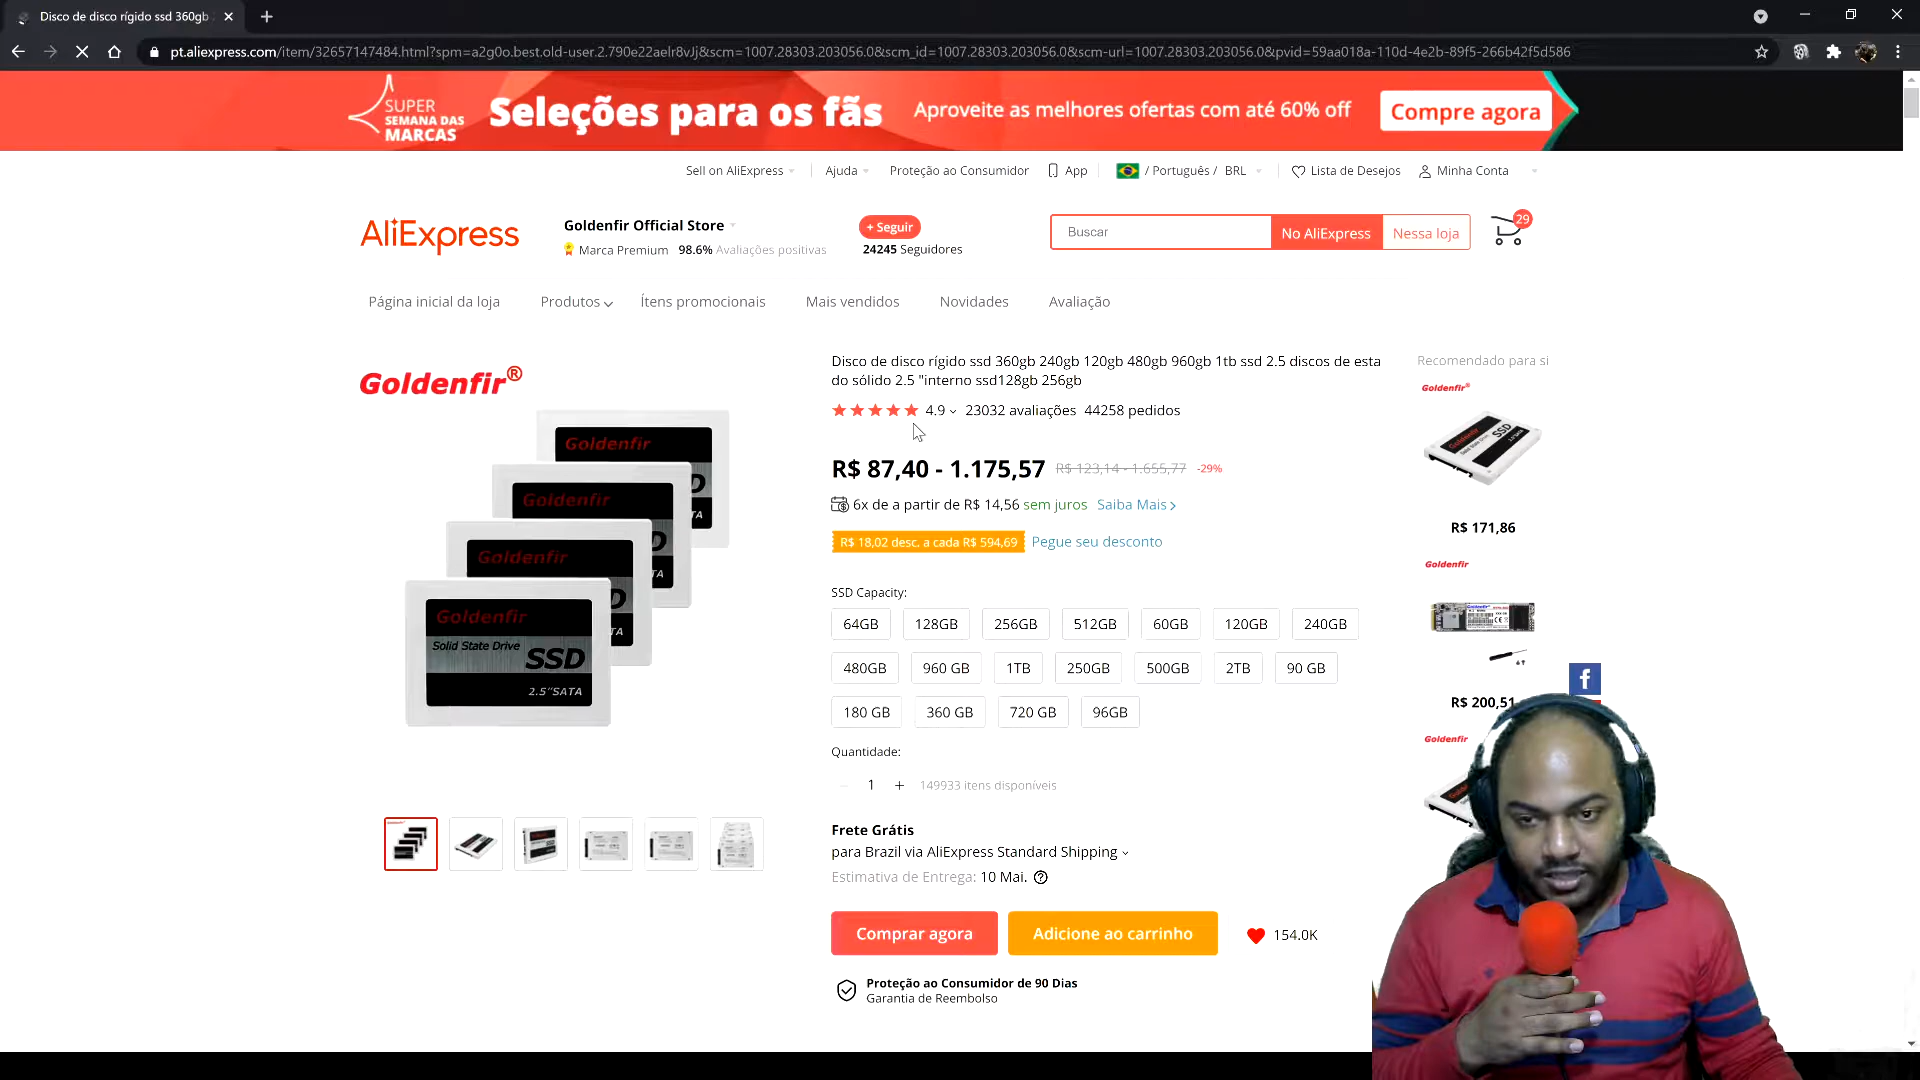 Disco de disco rígido ssd 360gb
pt.aliexpress.com/item/32657147484.html?spm=a2g0o.best.old-user.2.790e22aelr8vJj&scm=1007.28303.203056.0&scm_id=1007.28303.203056.0&scm-url=1007.28303.203056.0&pvid=59aa018a-110d-4e2b-89f5-266b42f5d586
SUPER
SEMANA DAS
MARCAS
Seleções para os fãs
Aproveite as melhores ofertas com até 60% off
Compre agora
Sell on AliExpress
Ajuda
Proteção ao Consumidor
App
/ Português / BRL
Lista de Desejos
Minha Conta
AliExpress
Goldenfir Official Store
Marca Premium 98.6% Avaliações positivas
+ Seguir
24245 Seguidores
Buscar
No AliExpress
Nessa loja
29
Página inicial da loja
Produtos
Ítens promocionais
Mais vendidos
Novidades
Avaliação
Goldenfir®
Goldenfir
Goldenfir
Goldenfir
Goldenfir
Solid State Drive
SSD
2.5"SATA
Disco de disco rígido ssd 360gb 240gb 120gb 480gb 960gb 1tb ssd 2.5 discos de esta
do sólido 2.5 "interno ssd128gb 256gb
4.9 23032 avaliações 44258 pedidos
R$ 87,40 - 1.175,57 R$ 123,14 - 1.655,77 -29%
6x de a partir de R$ 14,56 sem juros Saiba Mais
R$ 18,02 desc. a cada R$ 594,69 Pegue seu desconto
SSD Capacity:
64GB 128GB 256GB 512GB 60GB 120GB 240GB
480GB 960 GB 1TB 250GB 500GB 2TB 90 GB
180 GB 360 GB 720 GB 96GB
Quantidade:
1 + 149933 itens disponíveis
Frete Grátis
para Brazil via AliExpress Standard Shipping
Estimativa de Entrega: 10 Mai.
Comprar agora
Adicione ao carrinho
154.0K
Proteção ao Consumidor de 90 Dias
Garantia de Reembolso
Recomendado para si
Goldenfir®
SSD
R$ 171,86
Goldenfir
R$ 200,51
Goldenfir
f